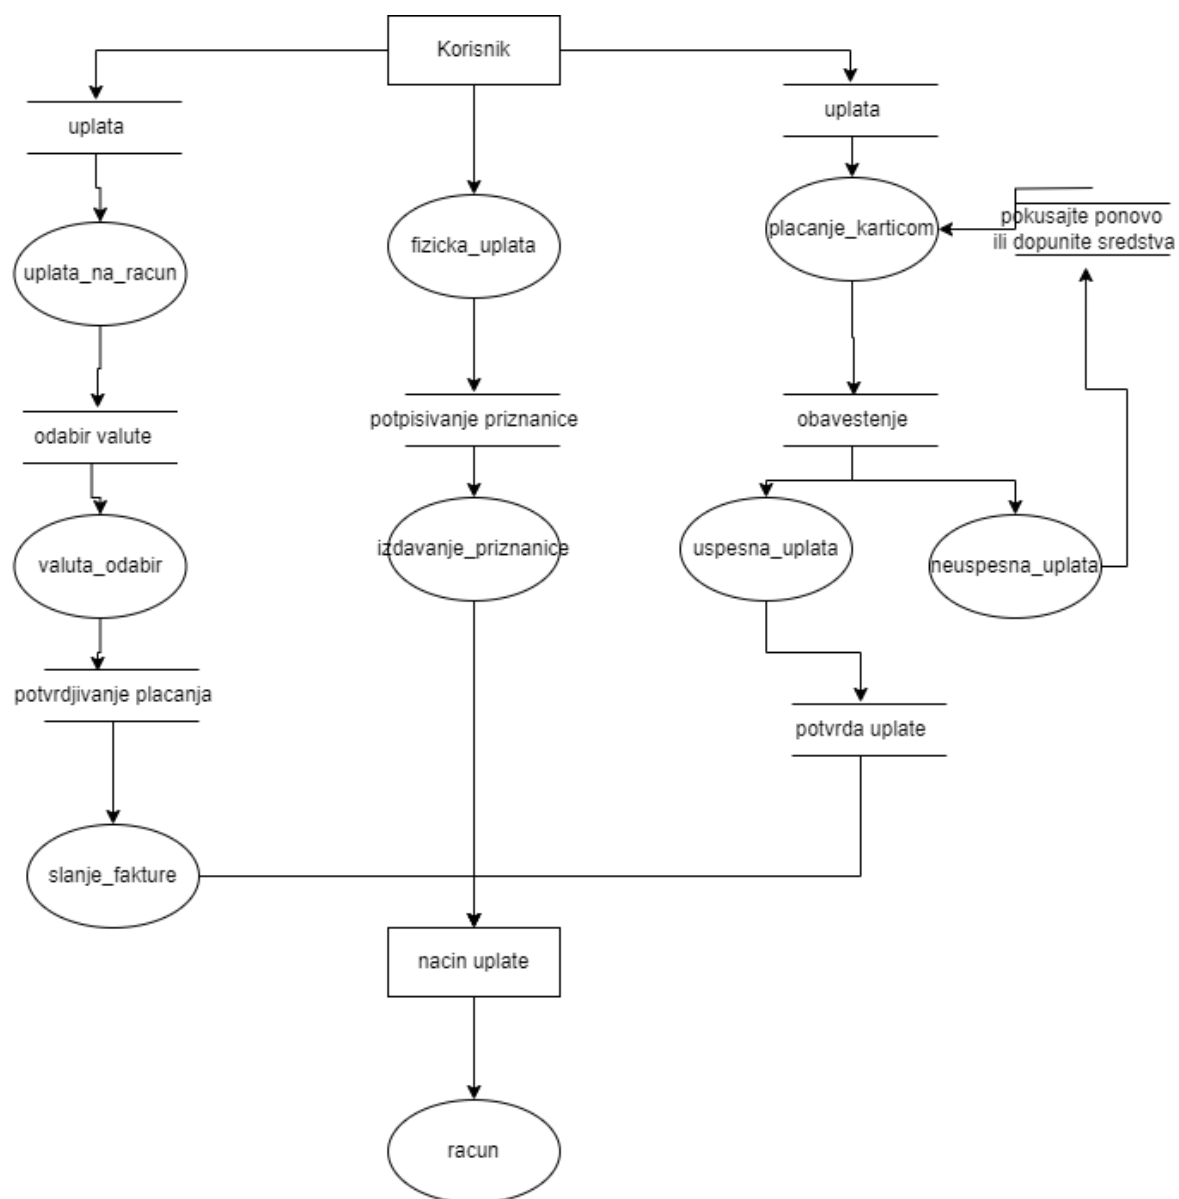 Korisnik
uplata
uplata
uplata_na_racun
fizicka_uplata
placanje_karticom
pokusajte ponovo
ili dopunite sredstva
odabir valute
potpisivanje priznanice
obavestenje
valuta_odabir
izdavanje_priznanice
uspesna_uplata
neuspesna_uplata
potvrdjivanje placanja
potvrda uplate
slanje_fakture
nacin uplate
racun